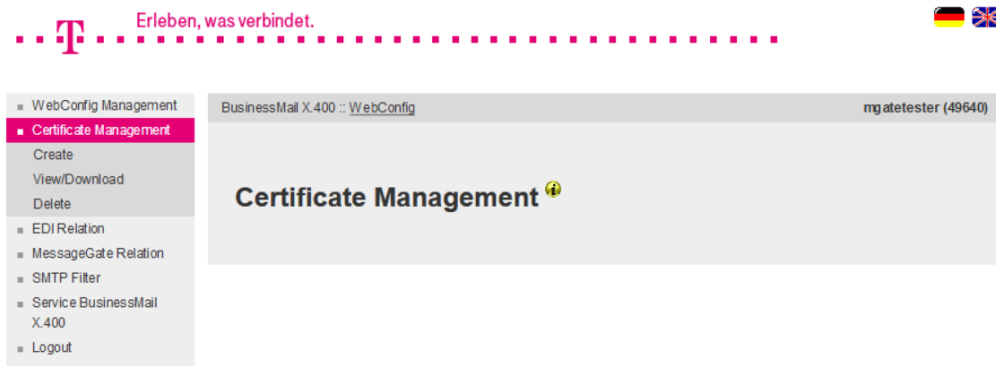 T
Erleben, was verbindet.
WebConfig Management
Certificate Management
Create
View/Download
Delete
EDI Relation
MessageGate Relation
SMTP Filter
Service BusinessMail
X.400
Logout
BusinessMail X.400 :: WebConfig
mgatetester (49640)
Certificate Management